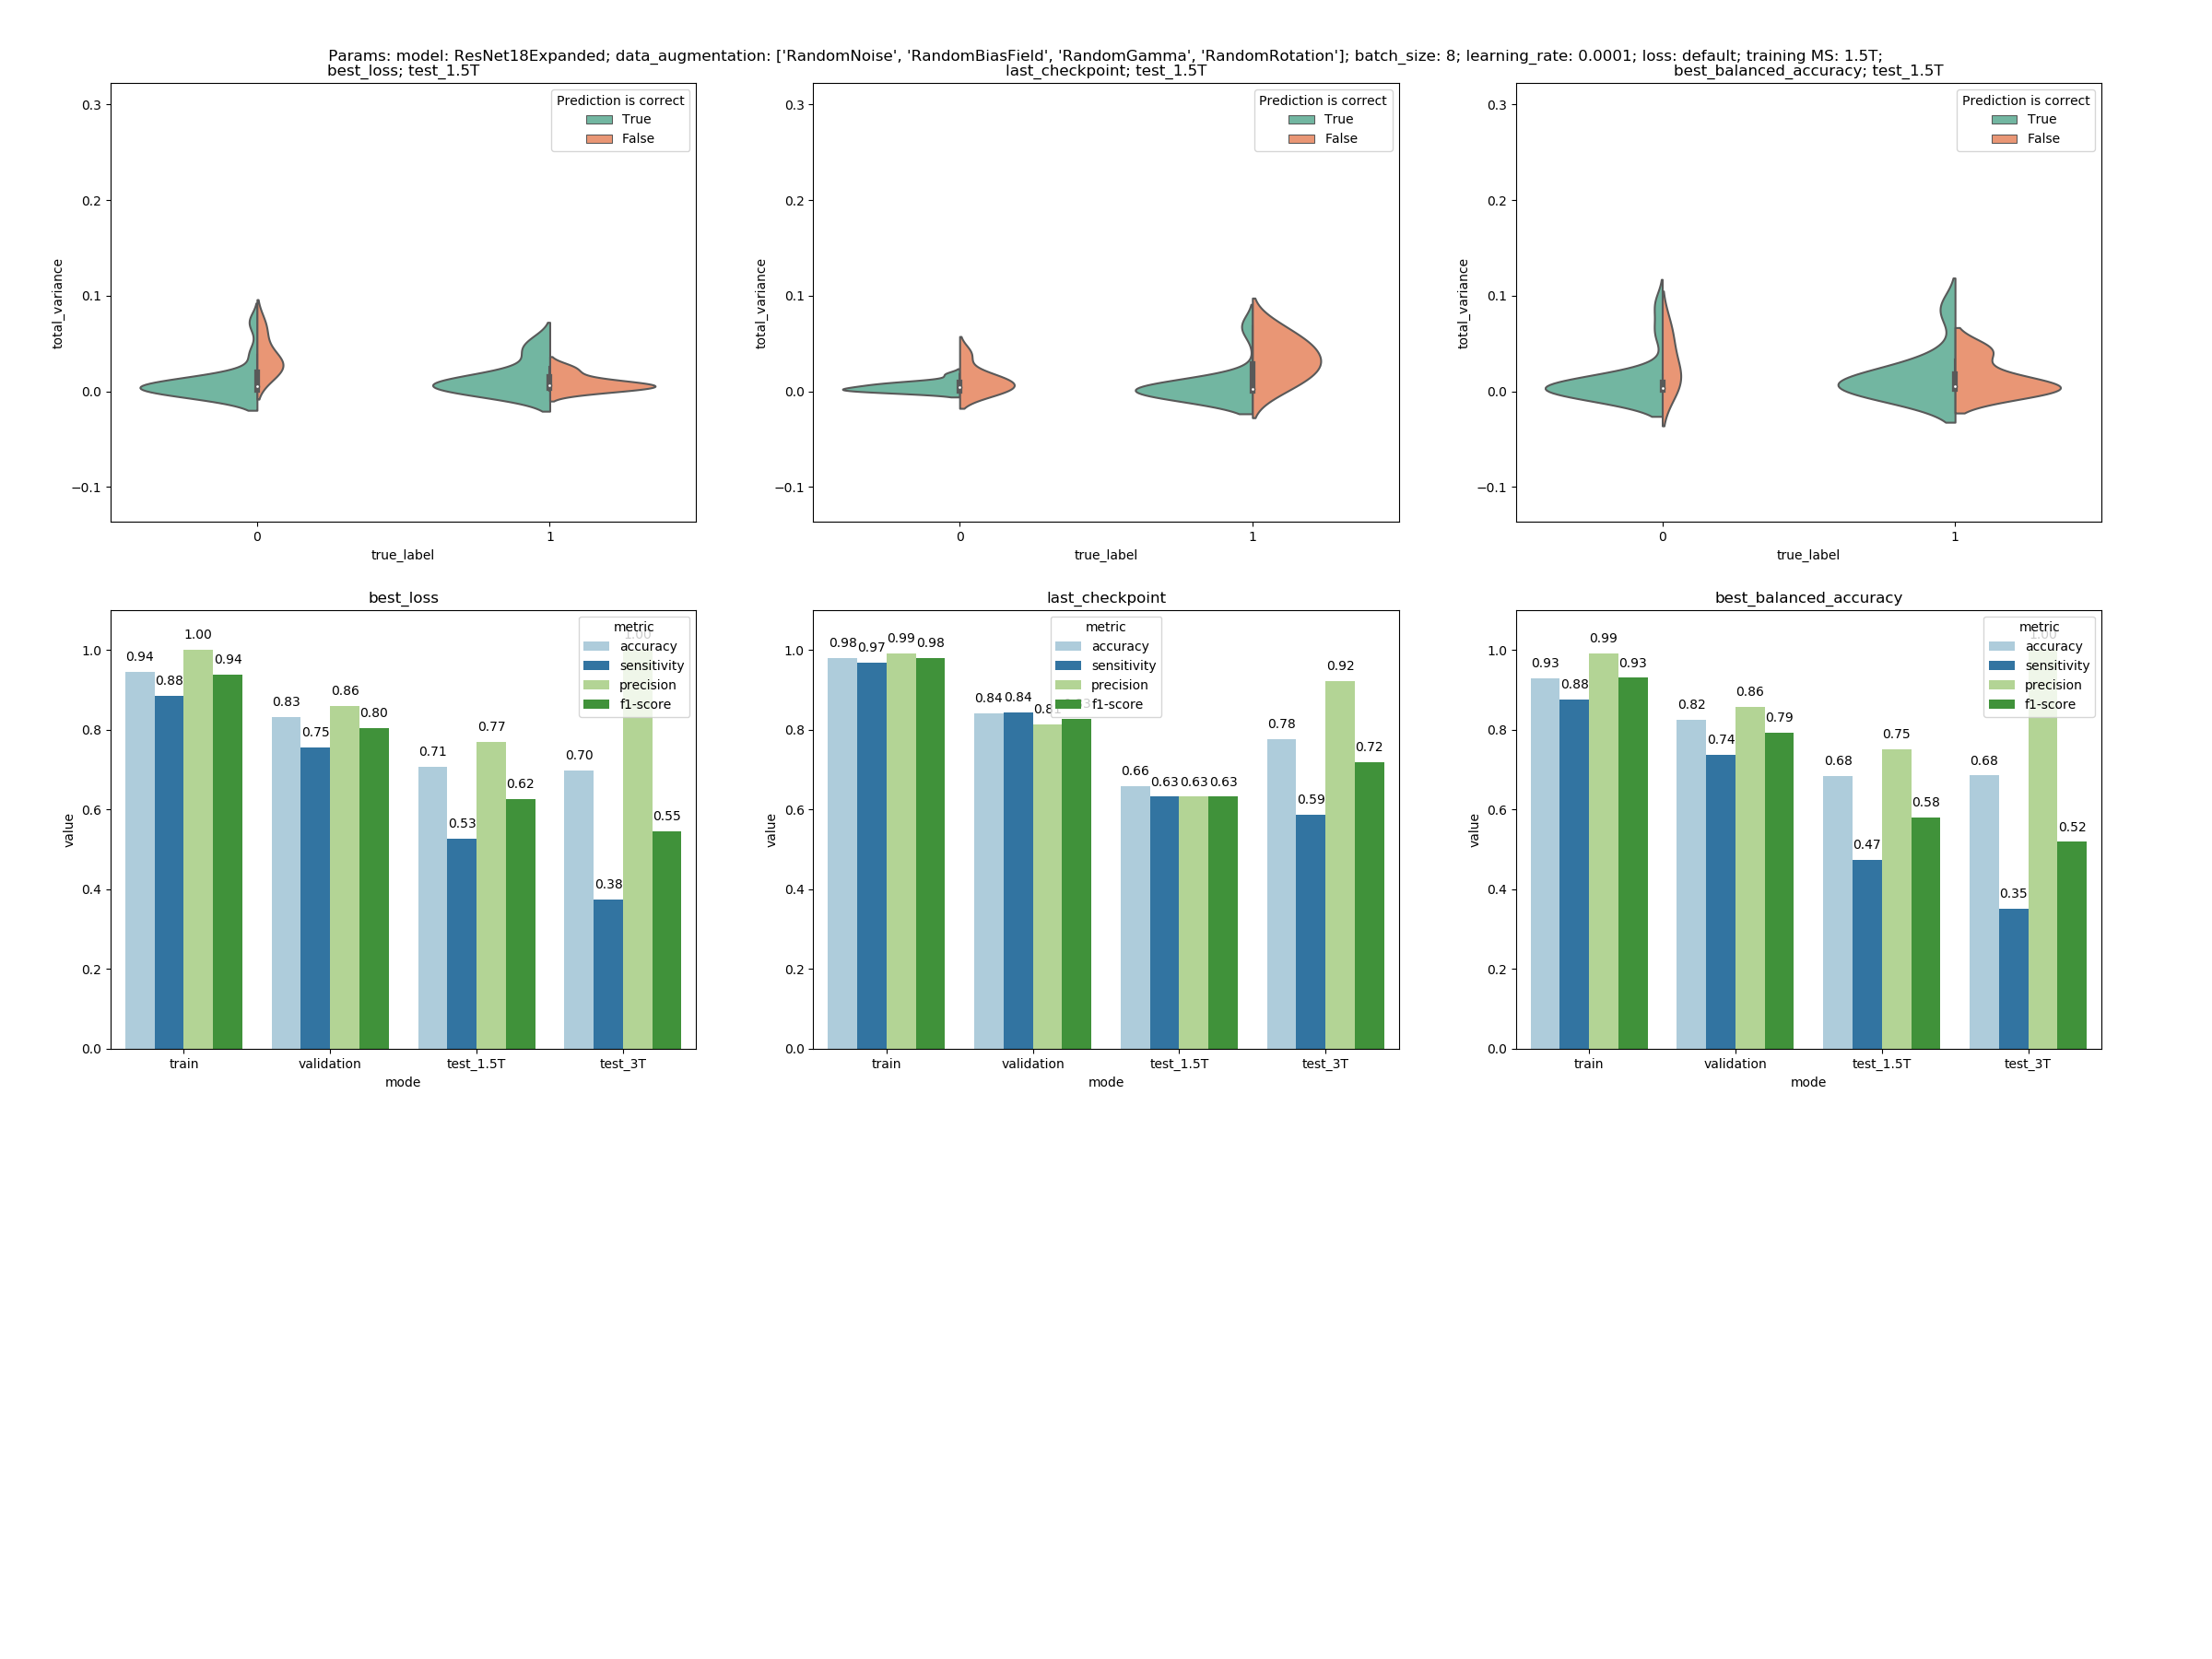 Params: model: ResNet18Expanded; data_augmentation: ['RandomNoise', 'RandomBiasField', 'RandomGamma', 'RandomRotation']; batch_size: 8; learning_rate: 0.0001; loss: default; training MS: 1.5T;
best_loss; test_1.5T
0.3
0.2
0.1
0.0
−0.1
total_variance
Prediction is correct
True
False
0
1
true_label
last_checkpoint; test_1.5T
0.3
0.2
0.1
0.0
−0.1
total_variance
Prediction is correct
True
False
0
1
true_label
best_balanced_accuracy; test_1.5T
0.3
0.2
0.1
0.0
−0.1
total_variance
Prediction is correct
True
False
0
1
true_label
best_loss
1.0
0.8
0.6
0.4
0.2
0.0
value
metric
accuracy
sensitivity
precision
f1-score
0.94
0.88
1.00
0.94
0.83
0.75
0.86
0.80
0.71
0.53
0.77
0.62
0.70
0.38
1.00
0.55
train
validation
test_1.5T
test_3T
mode
last_checkpoint
1.0
0.8
0.6
0.4
0.2
0.0
value
metric
accuracy
sensitivity
precision
f1-score
0.98
0.97
0.99
0.98
0.84
0.84
0.66
0.63
0.63
0.63
0.78
0.59
0.92
0.72
train
validation
test_1.5T
test_3T
mode
best_balanced_accuracy
1.0
0.8
0.6
0.4
0.2
0.0
value
metric
accuracy
sensitivity
precision
f1-score
0.93
0.88
0.99
0.93
0.82
0.74
0.86
0.79
0.68
0.47
0.75
0.58
0.68
0.35
1.00
0.52
train
validation
test_1.5T
test_3T
mode